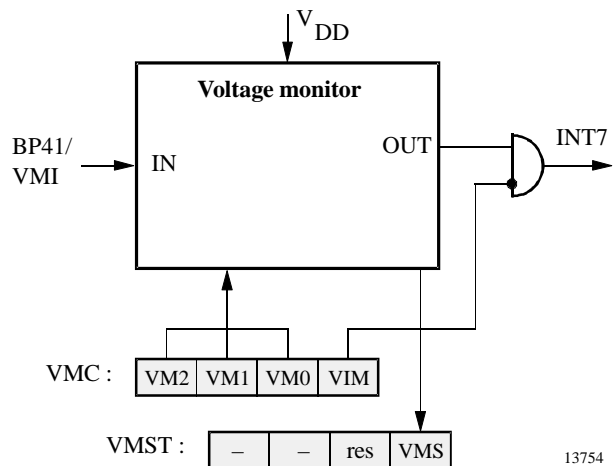 VDD
Voltage monitor
BP41/
VMI
IN
OUT
INT7
VMC :
VM2 VM1 VM0 VIM
VMST :
– – res VMS
13754